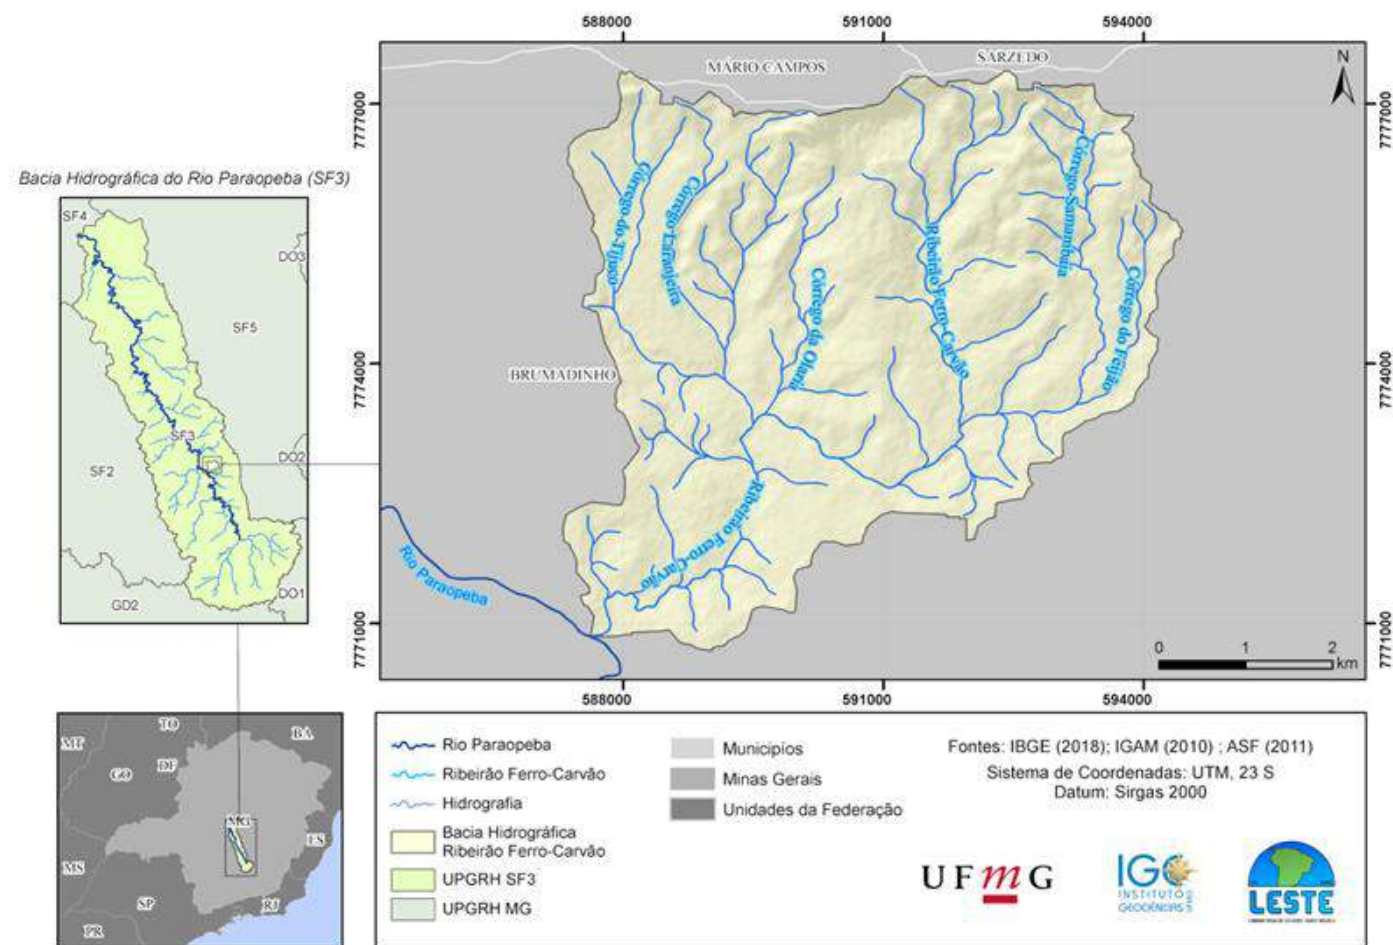 588000
591000
594000
MÁRIO CAMPOS
SARZEDO
N
7777000
7777000
Bacia Hidrográfica do Rio Paraopeba (SF3)
SF4
DO3
SF5
SF3
SF2
DO2
DO1
GD2
Córrego do Tijuco
Córrego Laranjeira
Córrego da Olaria
Ribeirão Ferro-Carvão
Córrego Samambaia
Córrego do Feijão
BRUMADINHO
7774000
7774000
Ribeirão Ferro-Carvão
Rio Paraopeba
7771000
7771000
0 1 2
km
588000
591000
594000
MT
TO
BA
GO
DF
MG
ES
MS
SP
RJ
PR
Rio Paraopeba
Ribeirão Ferro-Carvão
Hidrografia
Bacia Hidrográfica
Ribeirão Ferro-Carvão
UPGRH SF3
UPGRH MG
Municípios
Minas Gerais
Unidades da Federação
Fontes: IBGE (2018); IGAM (2010) ; ASF (2011)
Sistema de Coordenadas: UTM, 23 S
Datum: Sirgas 2000
UFmG
IGC
INSTITUTO
GEOCIÊNCIAS
LESTE